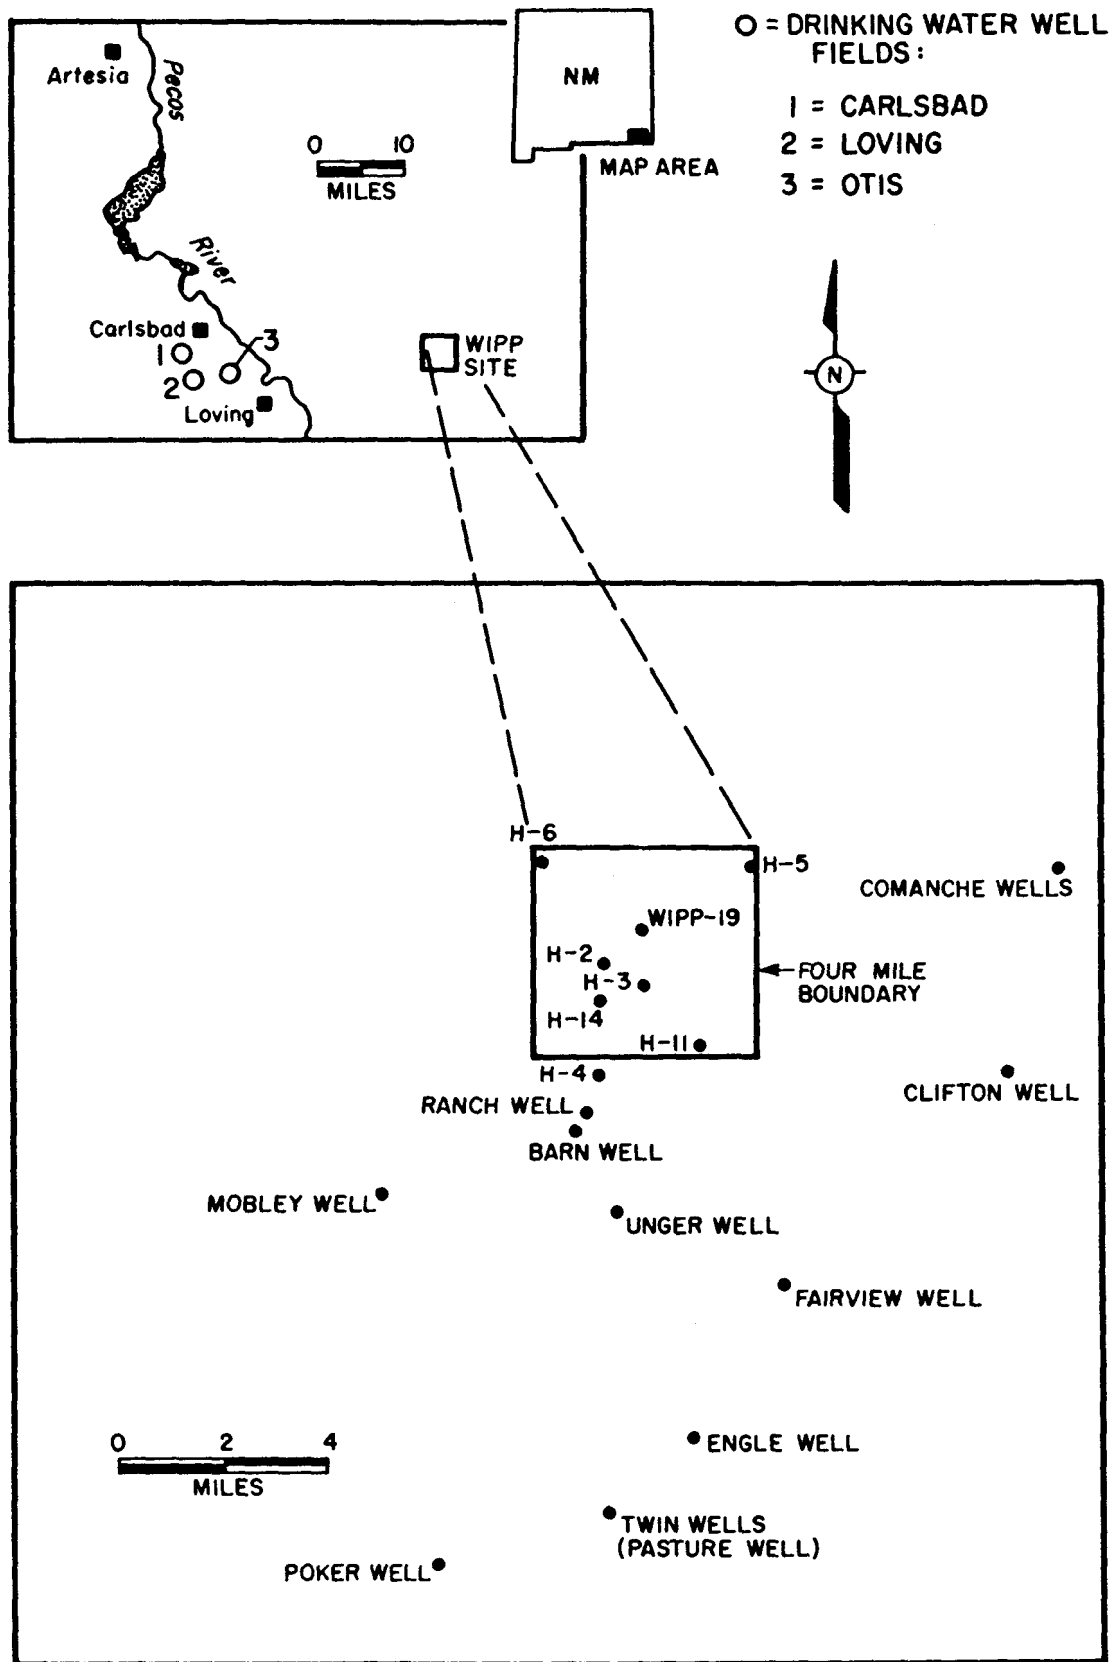 O = DRINKING WATER WELL
FIELDS:
1 = CARLSBAD
2 = LOVING
3 = OTIS
NM
MAP AREA
Artesia
Pecos
0 10
MILES
River
Carlsbad
1
2
3
Loving
WIPP
SITE
N
H-6
H-5
COMANCHE WELLS
WIPP-19
H-2
H-3
H-14
FOUR MILE
BOUNDARY
H-11
H-4
CLIFTON WELL
RANCH WELL
BARN WELL
MOBLEY WELL
UNGER WELL
FAIRVIEW WELL
0 2 4
MILES
ENGLE WELL
TWIN WELLS
(PASTURE WELL)
POKER WELL